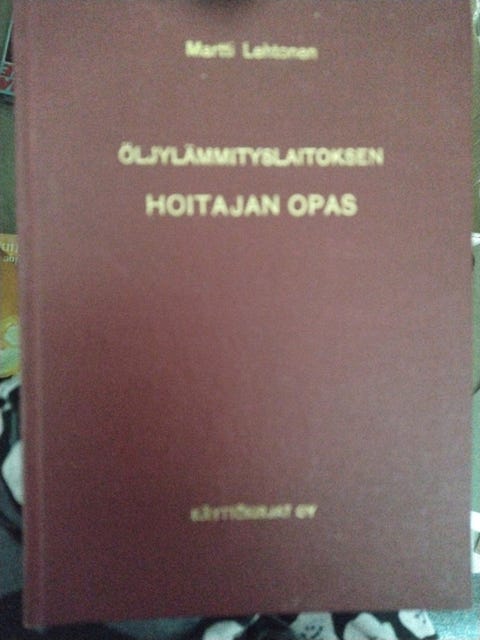 Martti Lehtonen
ÖLJYLÄMMITYSLAITOKSEN
HOITAJAN OPAS
KÄYTTÖKIRJAT OY